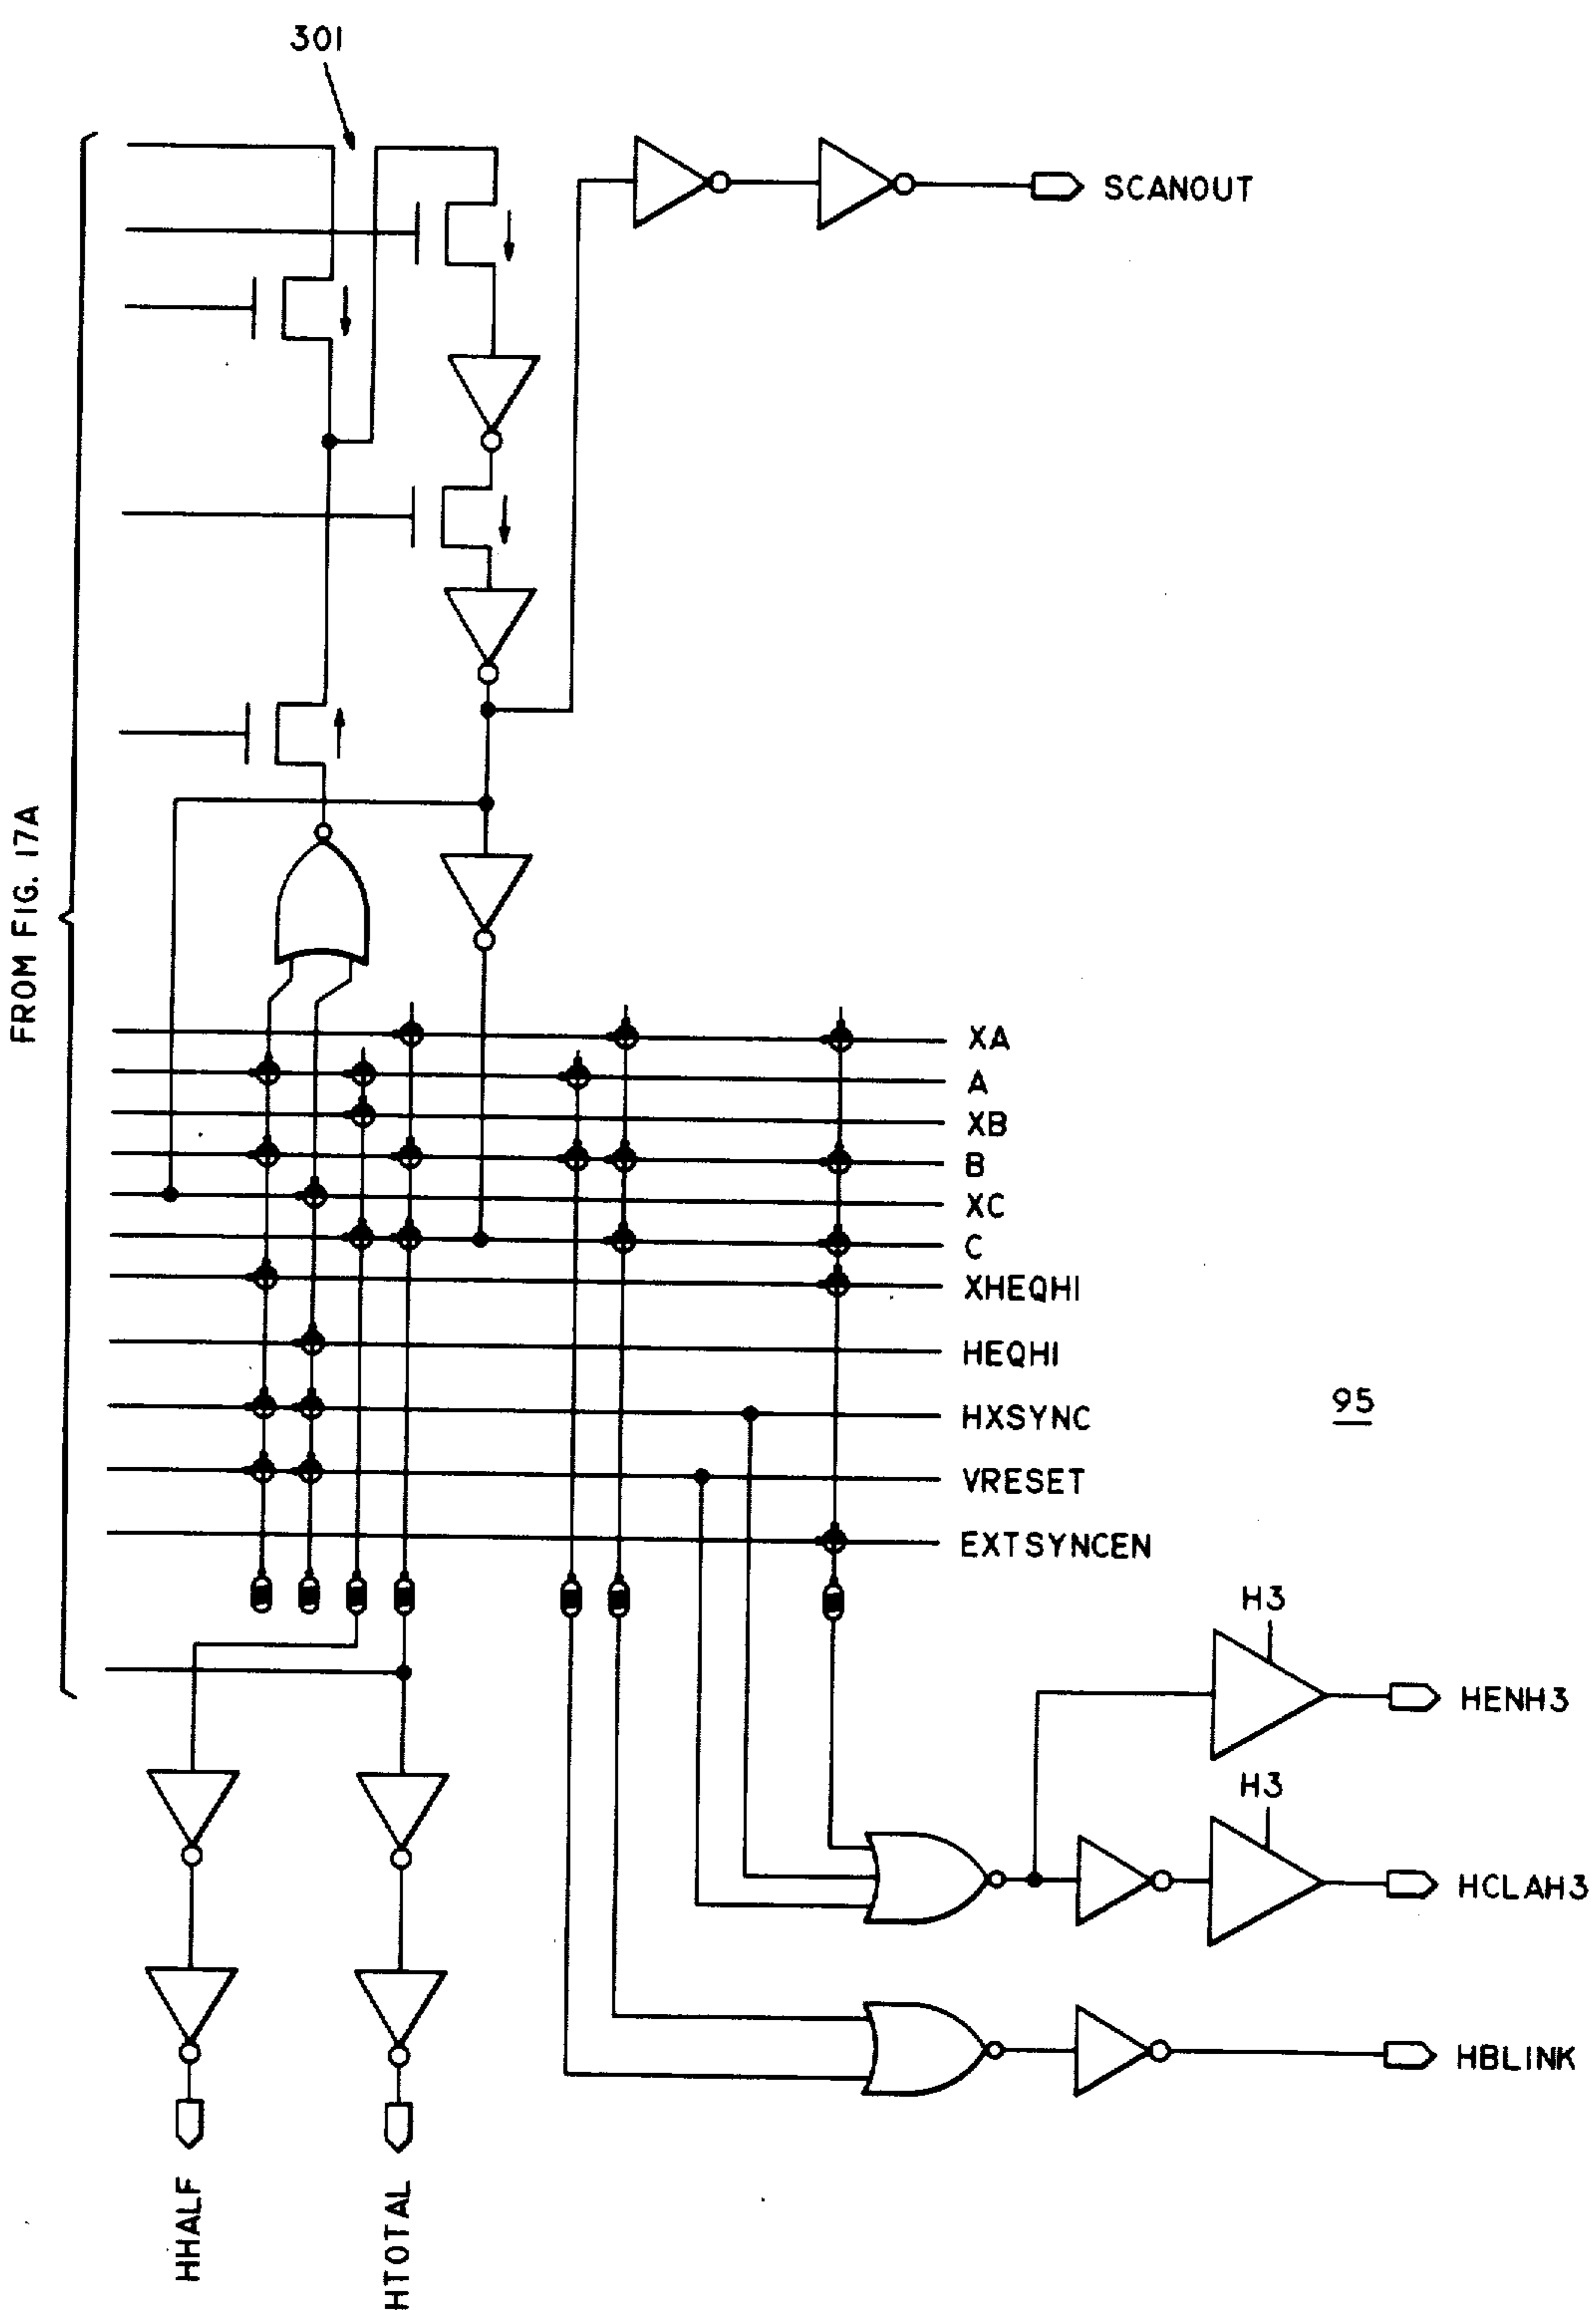 301
SCANOUT
FROM FIG. 17A
XA
A
XB
B
XC
C
XHEQHI
HEQHI
HXSYNC
95
VRESET
EXTSYNCEN
H3
HENH3
H3
HCLAH3
HBLINK
HHALF
HTOTAL